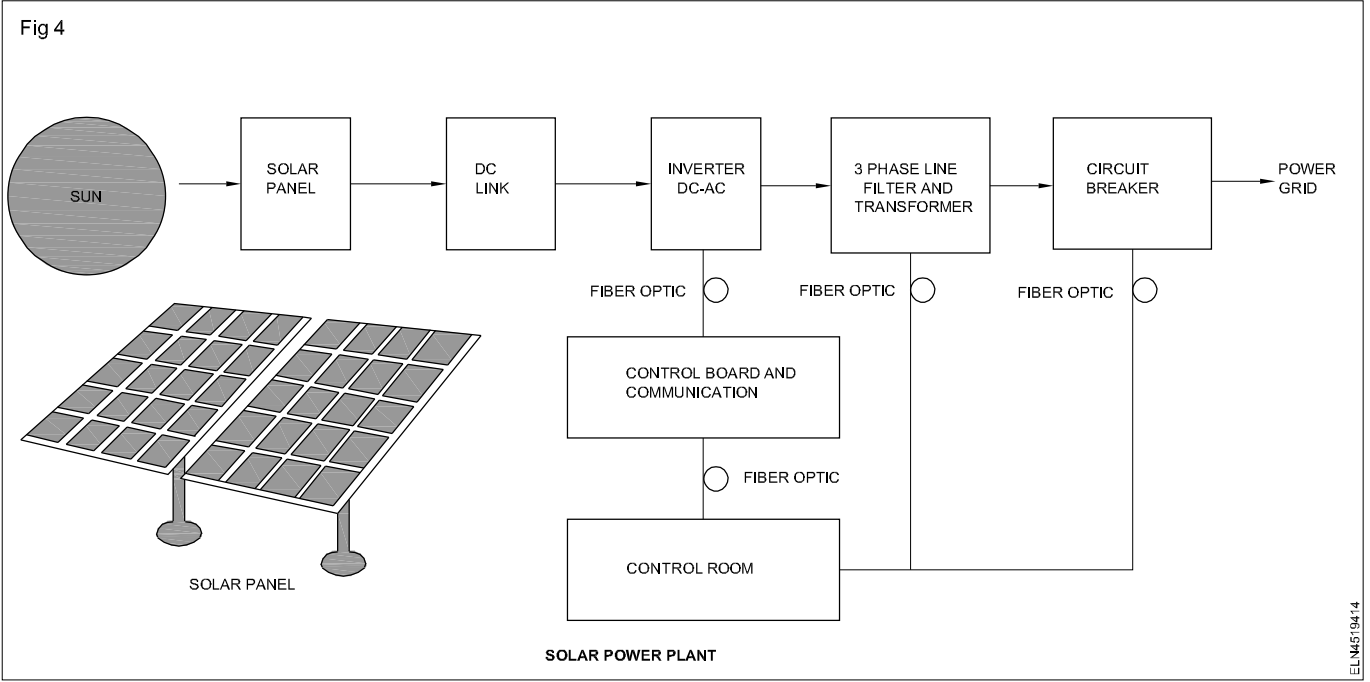 Fig 4
SUN
SOLAR
PANEL
DC
LINK
INVERTER
DC-AC
3 PHASE LINE
FILTER AND
TRANSFORMER
CIRCUIT
BREAKER
POWER
GRID
FIBER OPTIC
FIBER OPTIC
FIBER OPTIC
CONTROL BOARD AND
COMMUNICATION
FIBER OPTIC
CONTROL ROOM
SOLAR PANEL
SOLAR POWER PLANT
ELN4519414